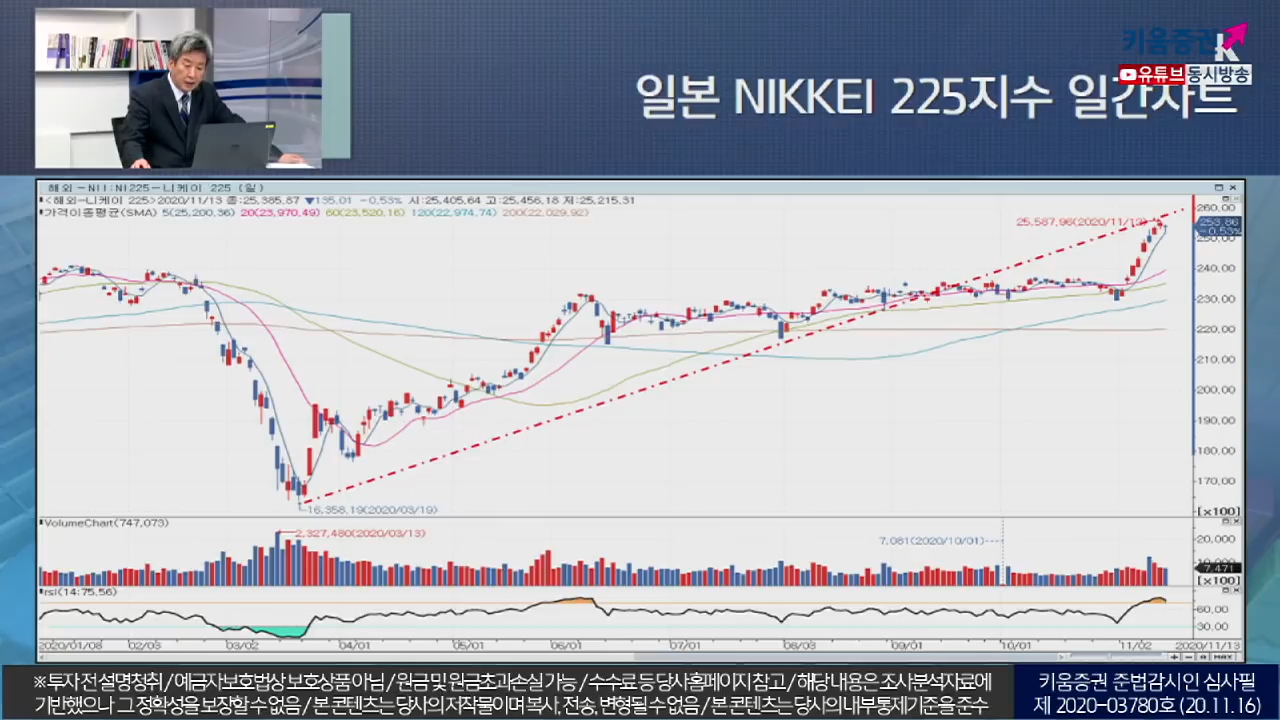 키움증권
유튜브동시방송
일본 NIKKEI 225지수 일간차트
해외-NII:NI225-니케이 225 (일)
<해외-니케이 225>2020/11/13 종:25,385.87 ▼135.01 -0.53% 시:25,405.64 고:25,456.18 저:25,215.31
가격이동평균(SMA) 5(25,200.36) 20(23,970.49) 60(23,520.16) 120(22,974.74) 200(22,029.92)
260.00
25,587.96(2020/11/12)
253.86
-0.53%
250.00
240.00
230.00
220.00
210.00
200.00
190.00
180.00
170.00
16,358.19(2020/03/19)
[x100]
VolumeChart(747,073)
2,327,480(2020/03/13)
7,081(2020/10/01)
20,000
10,000
7,471
[x100]
rsi(14:75.56)
60.00
30.00
2020/01/08 02/03 03/02 04/01 05/01 06/01 07/01 08/03 09/01 10/01 11/02 2020/11/13
※ 투자 전 설명청취 / 예금자보호법상 보호상품 아님 / 원금 및 원금초과손실 가능 / 수수료 등 당사홈페이지 참고 / 해당 내용은 조사분석자료에
기반했으나 그 정확성을 보장할 수 없음 / 본 콘텐츠는 당사의 저작물이며 복사, 전송, 변형될 수 없음 / 본 콘텐츠는 당사의 내부통제기준을 준수
키움증권 준법감시인 심사필
제 2020-03780호 (20.11.16)